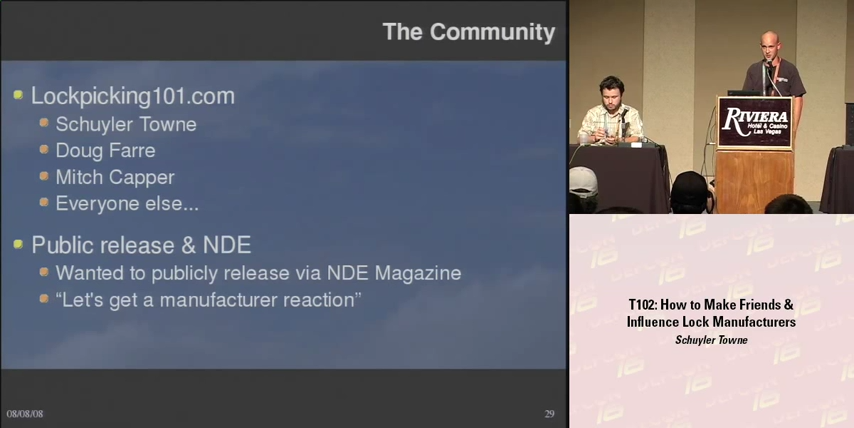 The Community
Lockpicking101.com
Schuyler Towne
Doug Farre
Mitch Capper
Everyone else...
Public release & NDE
Wanted to publicly release via NDE Magazine
“Let's get a manufacturer reaction”
08/08/08
29
RIVIERA
Hotel & Casino
Las Vegas
T102: How to Make Friends &
Influence Lock Manufacturers
Schuyler Towne